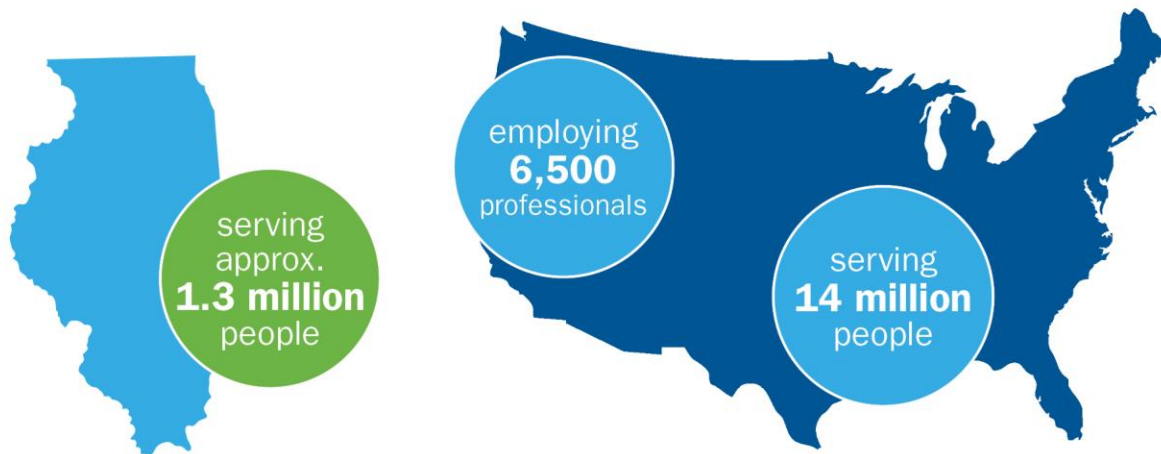 serving
approx.
1.3 million
people
employing
6,500
professionals
serving
14 million
people